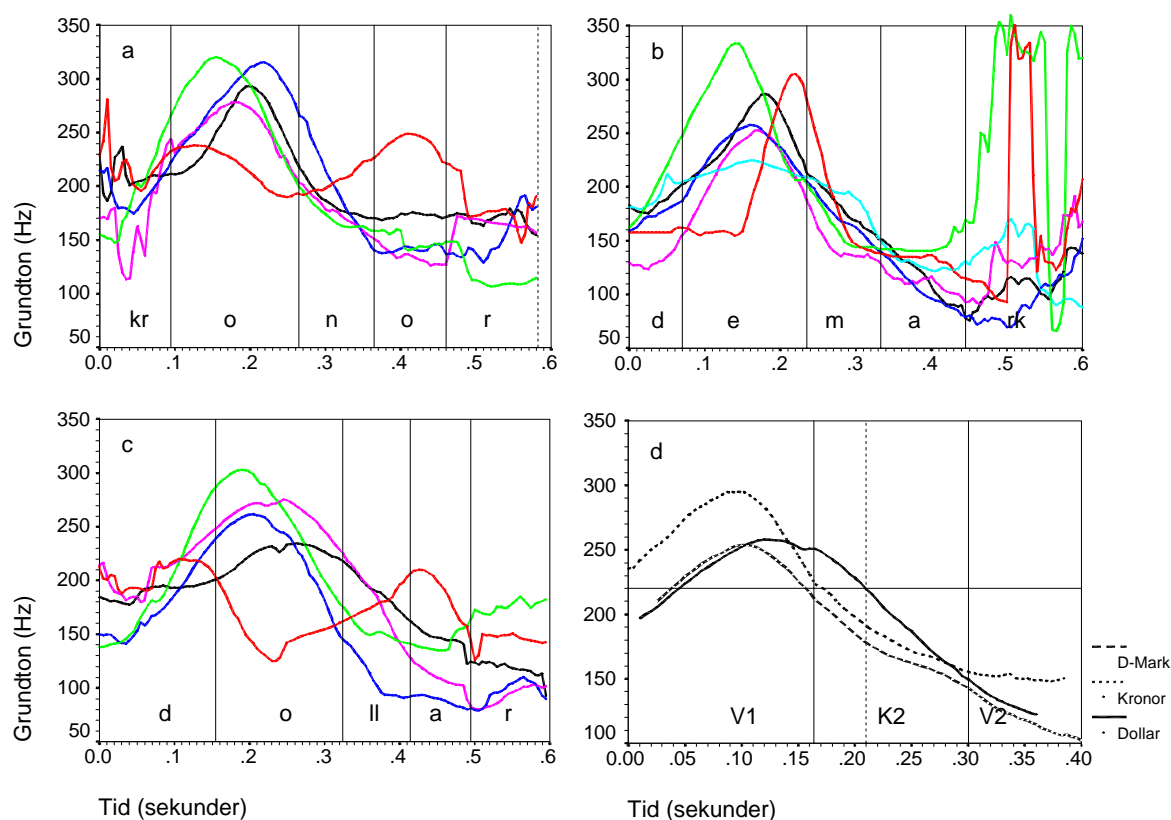 a
350
300
250
200
150
100
50
Grundton (Hz)
kr o n o r
0.0 .1 .2 .3 .4 .5 .6
b
350
300
250
200
150
100
50
d e m a rk
0.0 .1 .2 .3 .4 .5 .6
c
350
300
250
200
150
100
50
Grundton (Hz)
d o ll a r
0.0 .1 .2 .3 .4 .5 .6
Tid (sekunder)
d
350
300
250
200
150
100
V1 K2 V2
0.00 0.05 0.10 .15 .20 .25 .30 .35 .40
Tid (sekunder)
D-Mark
Kronor
Dollar